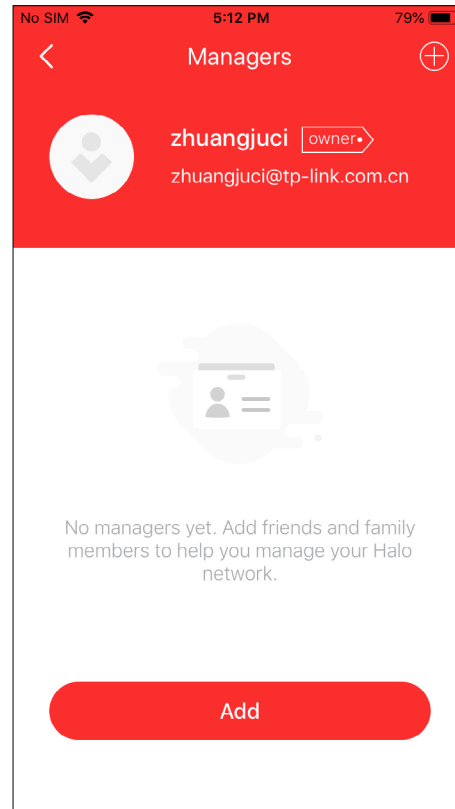 No SIM 5:12 PM 79%
Managers
zhuangjuci owner
zhuangjuci@tp-link.com.cn
No managers yet. Add friends and family
members to help you manage your Halo
network.
Add